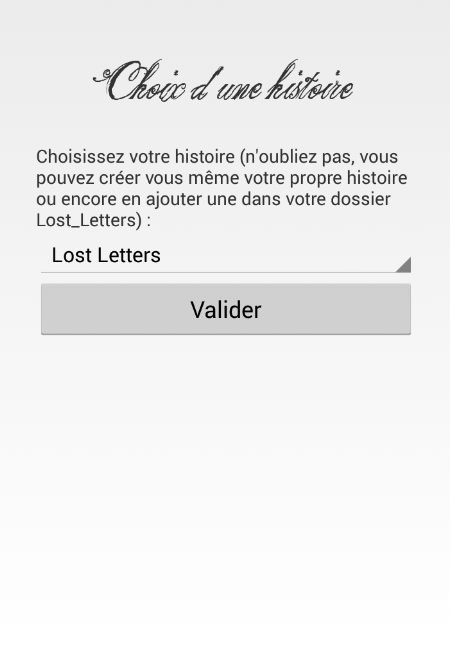 Choix d'une histoire
Choisissez votre histoire (n'oubliez pas, vous
pouvez créer vous même votre propre histoire
ou encore en ajouter une dans votre dossier
Lost_Letters) :
Lost Letters
Valider